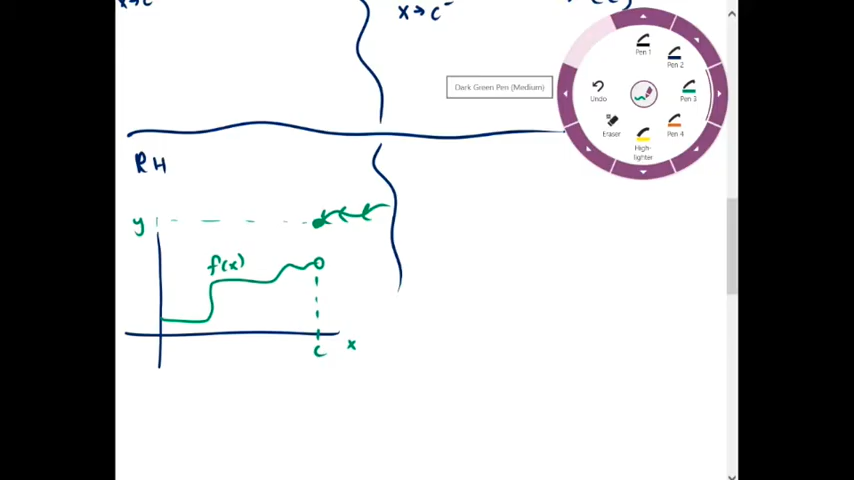 x→c
x→c⁻
Pen 1
Pen 2
Dark Green Pen (Medium)
Undo
Pen 3
Eraser
Pen 4
High-
lighter
RH
y
f(x)
c x